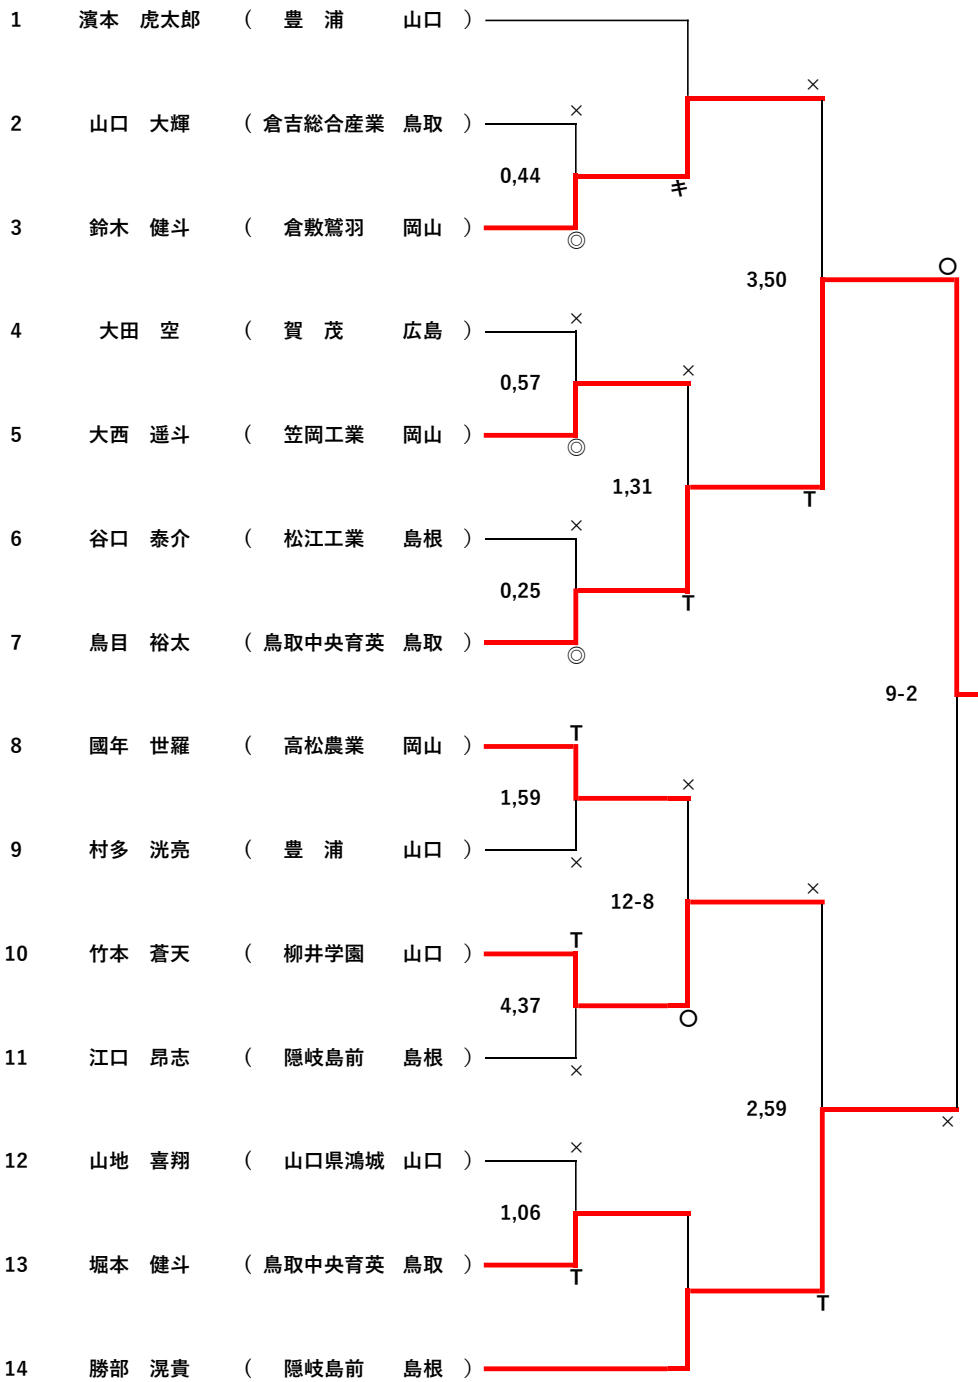 1 濱本 虎太郎 ( 豊 浦 山口 )
×
2 山口 大輝 ( 倉吉総合産業 鳥取 ) ×
0,44 キ
3 鈴木 健斗 ( 倉敷鷲羽 岡山 )
◎
3,50 ○
4 大田 空 ( 賀 茂 広島 ) ×
0,57 ×
5 大西 遥斗 ( 笠岡工業 岡山 )
◎
1,31 T
6 谷口 泰介 ( 松江工業 島根 ) ×
0,25 T
7 鳥目 裕太 ( 鳥取中央育英 鳥取 )
◎
9-2
8 國年 世羅 ( 高松農業 岡山 ) T
1,59 ×
9 村多 洸亮 ( 豊 浦 山口 )
×
12-8 ×
10 竹本 蒼天 ( 柳井学園 山口 ) T
4,37 ○
11 江口 昂志 ( 隠岐島前 島根 )
×
2,59 ×
12 山地 喜翔 ( 山口県鴻城 山口 ) ×
1,06
13 堀本 健斗 ( 鳥取中央育英 鳥取 )
T
T
14 勝部 滉貴 ( 隠岐島前 島根 )